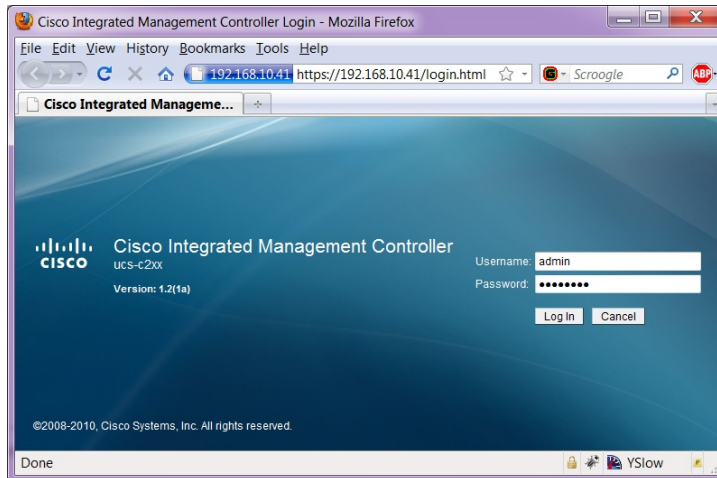 Cisco Integrated Management Controller Login - Mozilla Firefox
File Edit View History Bookmarks Tools Help
192.168.10.41 https://192.168.10.41/login.html Scroogle ABP
Cisco Integrated Manageme...
CISCO
Cisco Integrated Management Controller
ucs-c2xx
Version: 1.2(1a)
Username: admin
Password: ••••••••
Log In Cancel
©2008-2010, Cisco Systems, Inc. All rights reserved.
Done YSlow